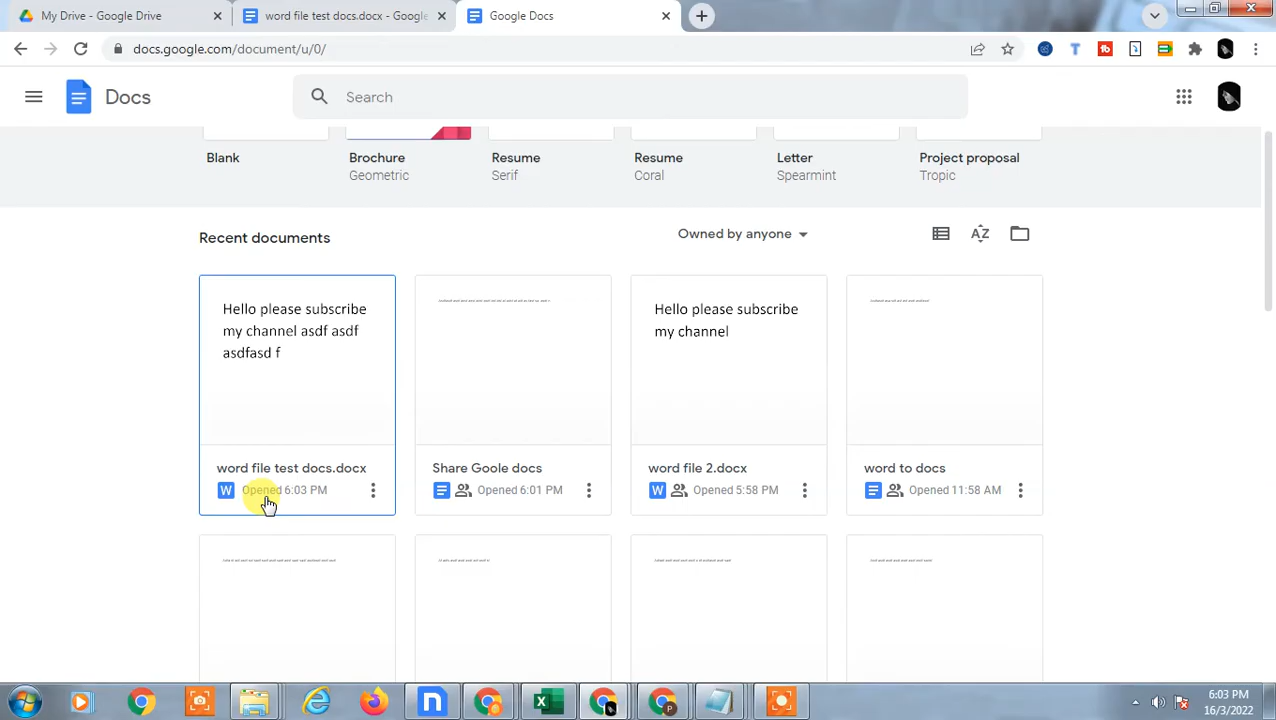 My Drive - Google Drive
word file test docs.docx - Google
Google Docs
docs.google.com/document/u/0/
Docs
Search
Blank
Brochure
Resume
Resume
Letter
Project proposal
Geometric
Serif
Coral
Spearmint
Tropic
Recent documents
Owned by anyone
AZ
Hello please subscribe
my channel asdf asdf
asdfasd f
Hello please subscribe
my channel
word file test docs.docx
Share Goole docs
word file 2.docx
word to docs
W
Opened 6:03 PM
Opened 6:01 PM
W
Opened 5:58 PM
Opened 11:58 AM
6:03 PM
16/3/2022